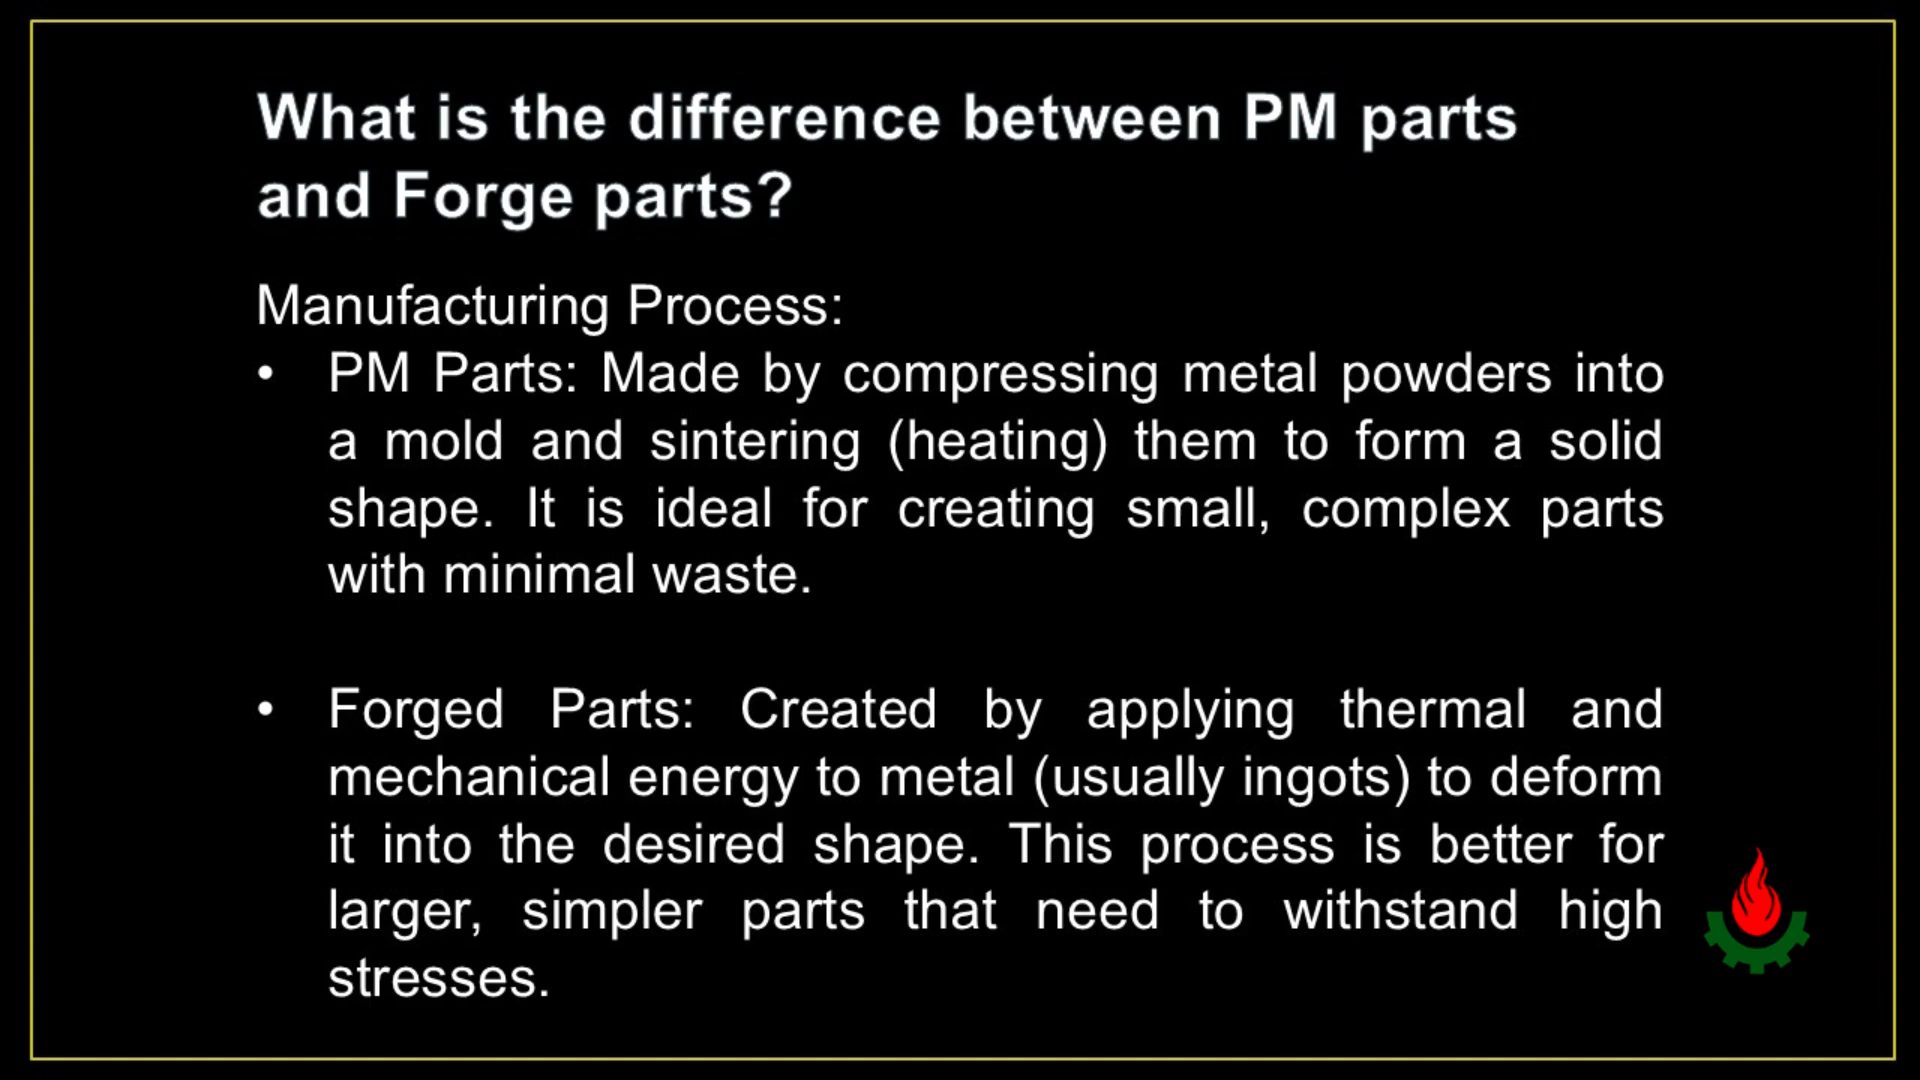 What is the difference between PM parts
and Forge parts?
Manufacturing Process:
• PM Parts: Made by compressing metal powders into
a mold and sintering (heating) them to form a solid
shape. It is ideal for creating small, complex parts
with minimal waste.
• Forged Parts: Created by applying thermal and
mechanical energy to metal (usually ingots) to deform
it into the desired shape. This process is better for
larger, simpler parts that need to withstand high
stresses.